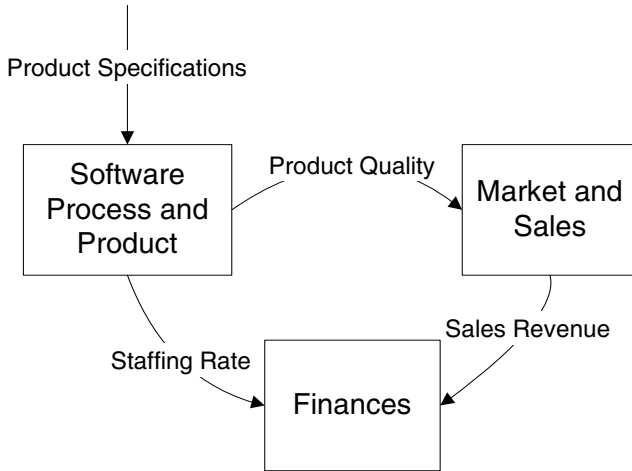 Product Specifications
Software
Process and
Product
Product Quality
Market and
Sales
Sales Revenue
Staffing Rate
Finances